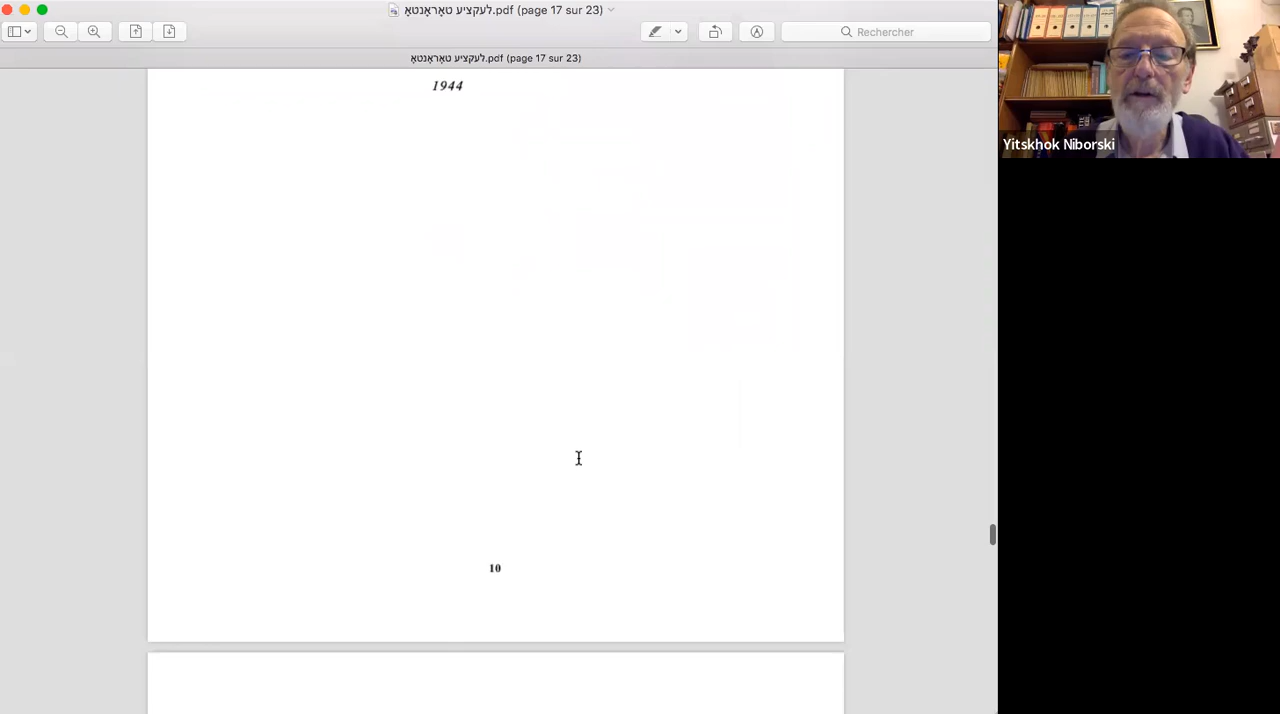 לעקציע טאָראָנטאָ.pdf (page 17 sur 23)
Rechercher
לעקציע טאָראָנטאָ.pdf (page 17 sur 23)
1944
Yitskhok Niborski
10